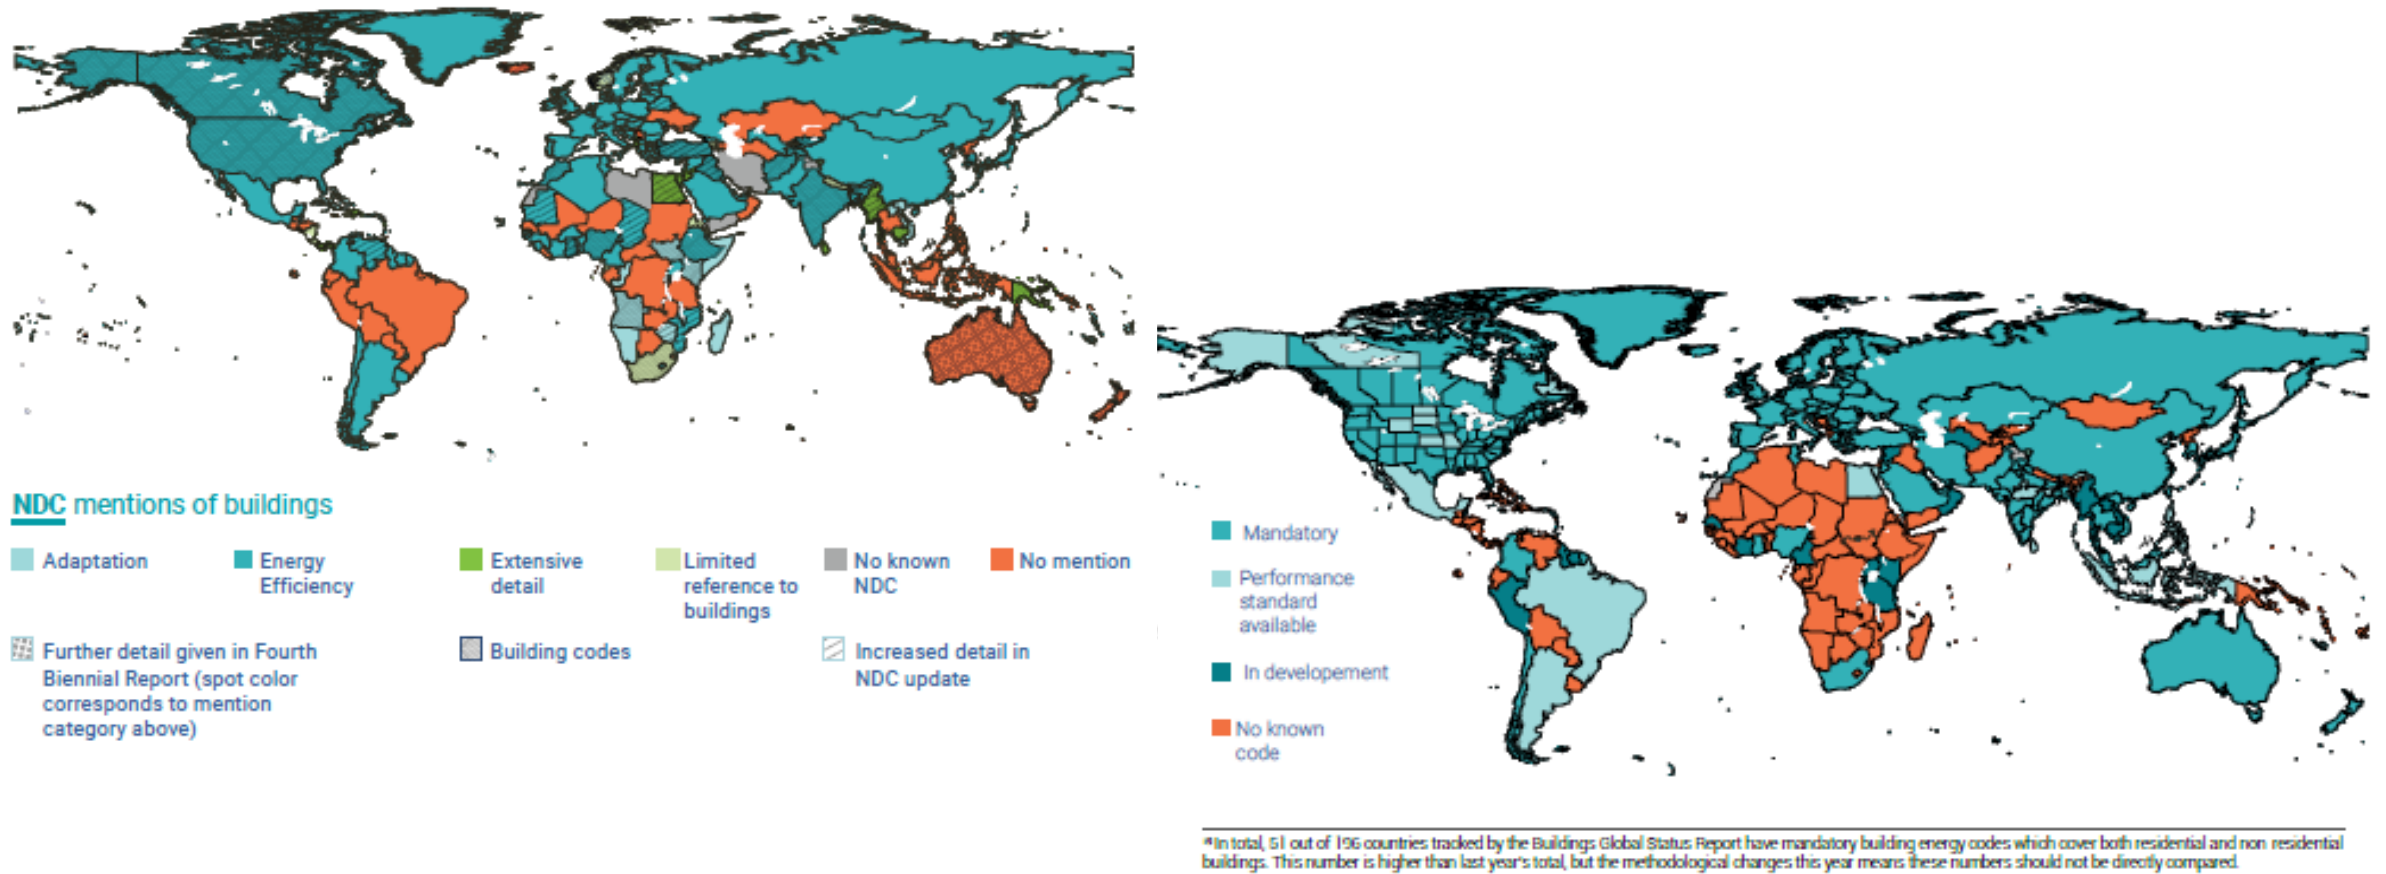 NDC mentions of buildings
Adaptation
Energy
Efficiency
Extensive
detail
Limited
reference to
buildings
No known
NDC
No mention
Further detail given in Fourth
Biennial Report (spot color
corresponds to mention
category above)
Building codes
Increased detail in
NDC update
Mandatory
Performance
standard
available
In developement
No known
code
*In total, 51 out of 196 countries tracked by the Buildings Global Status Report have mandatory building energy codes which cover both residential and non residential
buildings. This number is higher than last year's total, but the methodological changes this year means these numbers should not be directly compared.